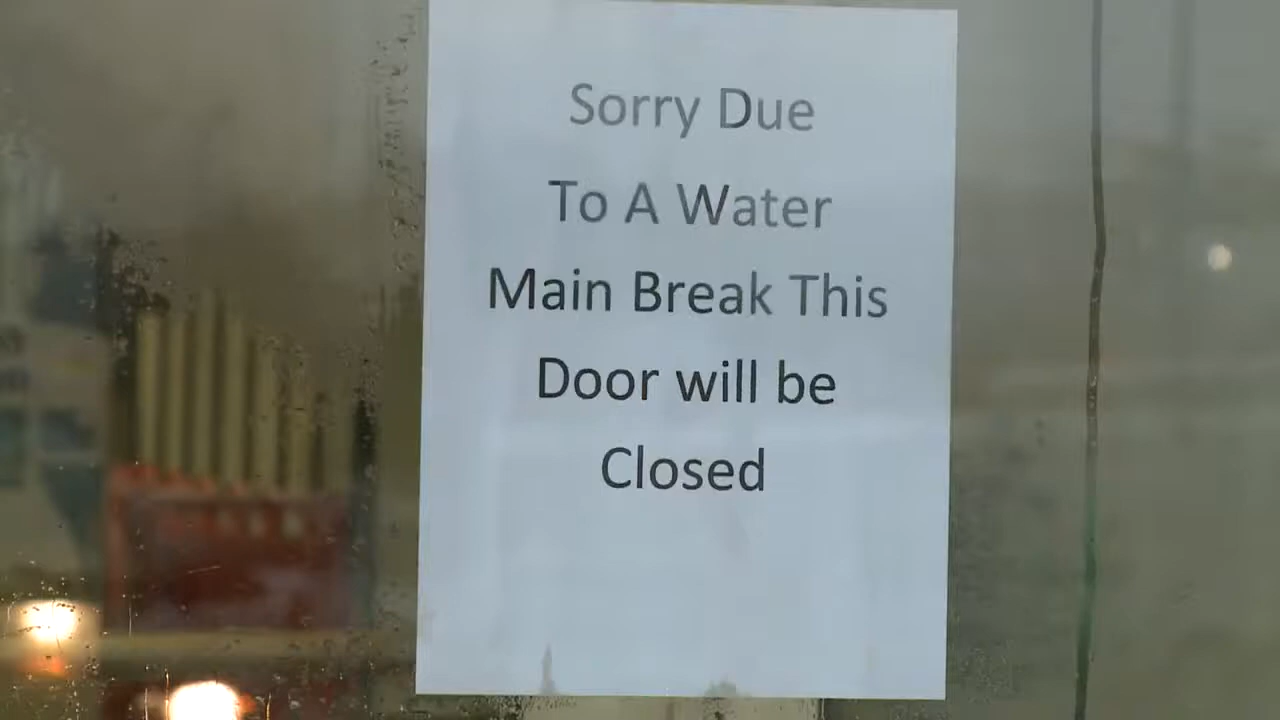 Sorry Due
To A Water
Main Break This
Door will be
Closed